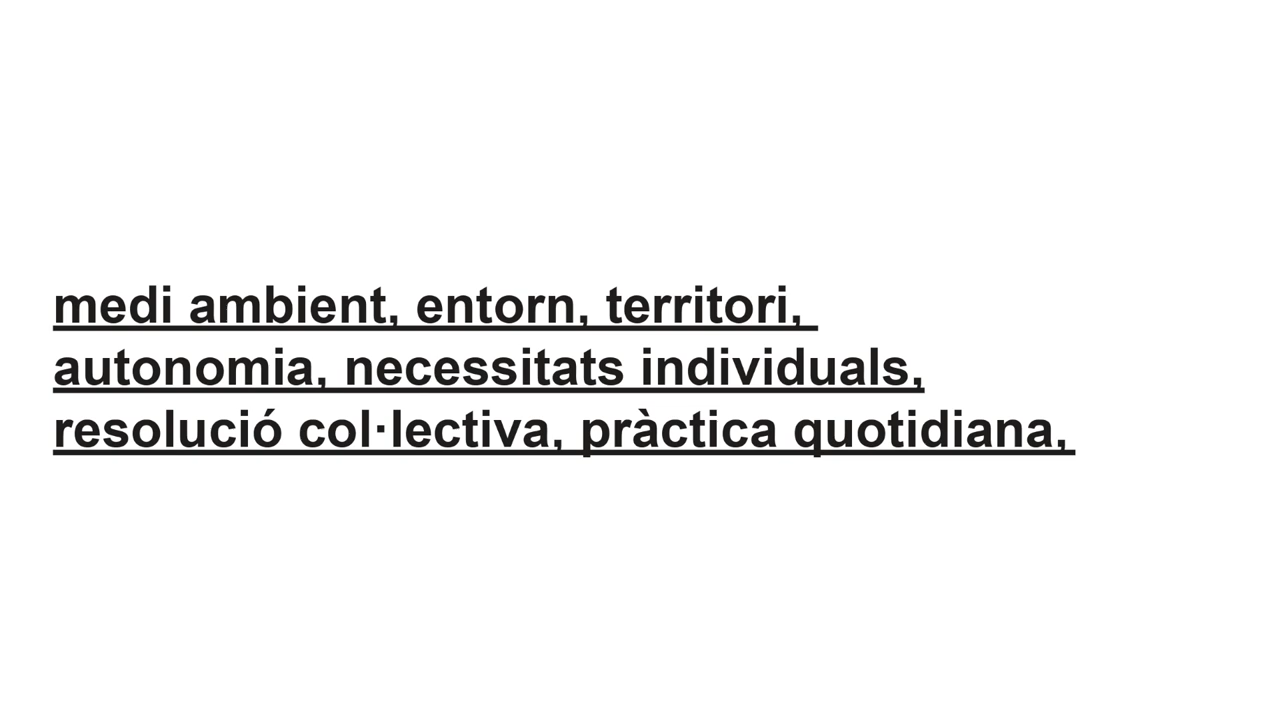 medi ambient, entorn, territori,
autonomia, necessitats individuals,
resolució col·lectiva, pràctica quotidiana,